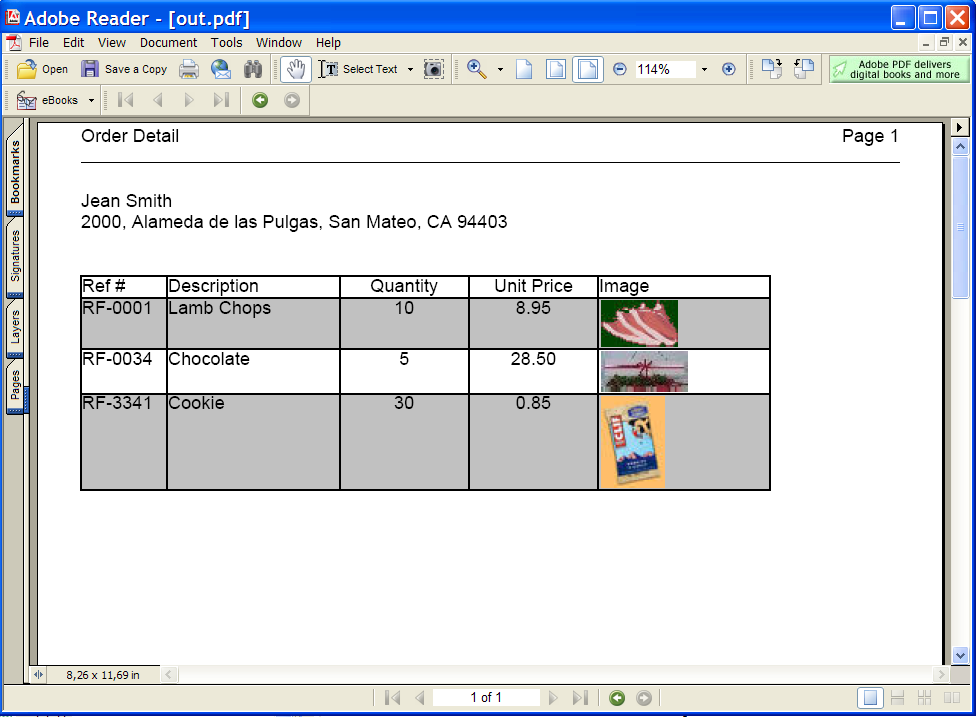 Adobe Reader - [out.pdf]
File Edit View Document Tools Window Help
Open Save a Copy Select Text 114% Adobe PDF delivers
digital books and more
eBooks
Bookmarks
Signatures
Layers
Pages
Order Detail Page 1
Jean Smith
2000, Alameda de las Pulgas, San Mateo, CA 94403
Ref # Description Quantity Unit Price Image
RF-0001 Lamb Chops 10 8.95
RF-0034 Chocolate 5 28.50
RF-3341 Cookie 30 0.85
CLIF
8,26 x 11,69 in
1 of 1